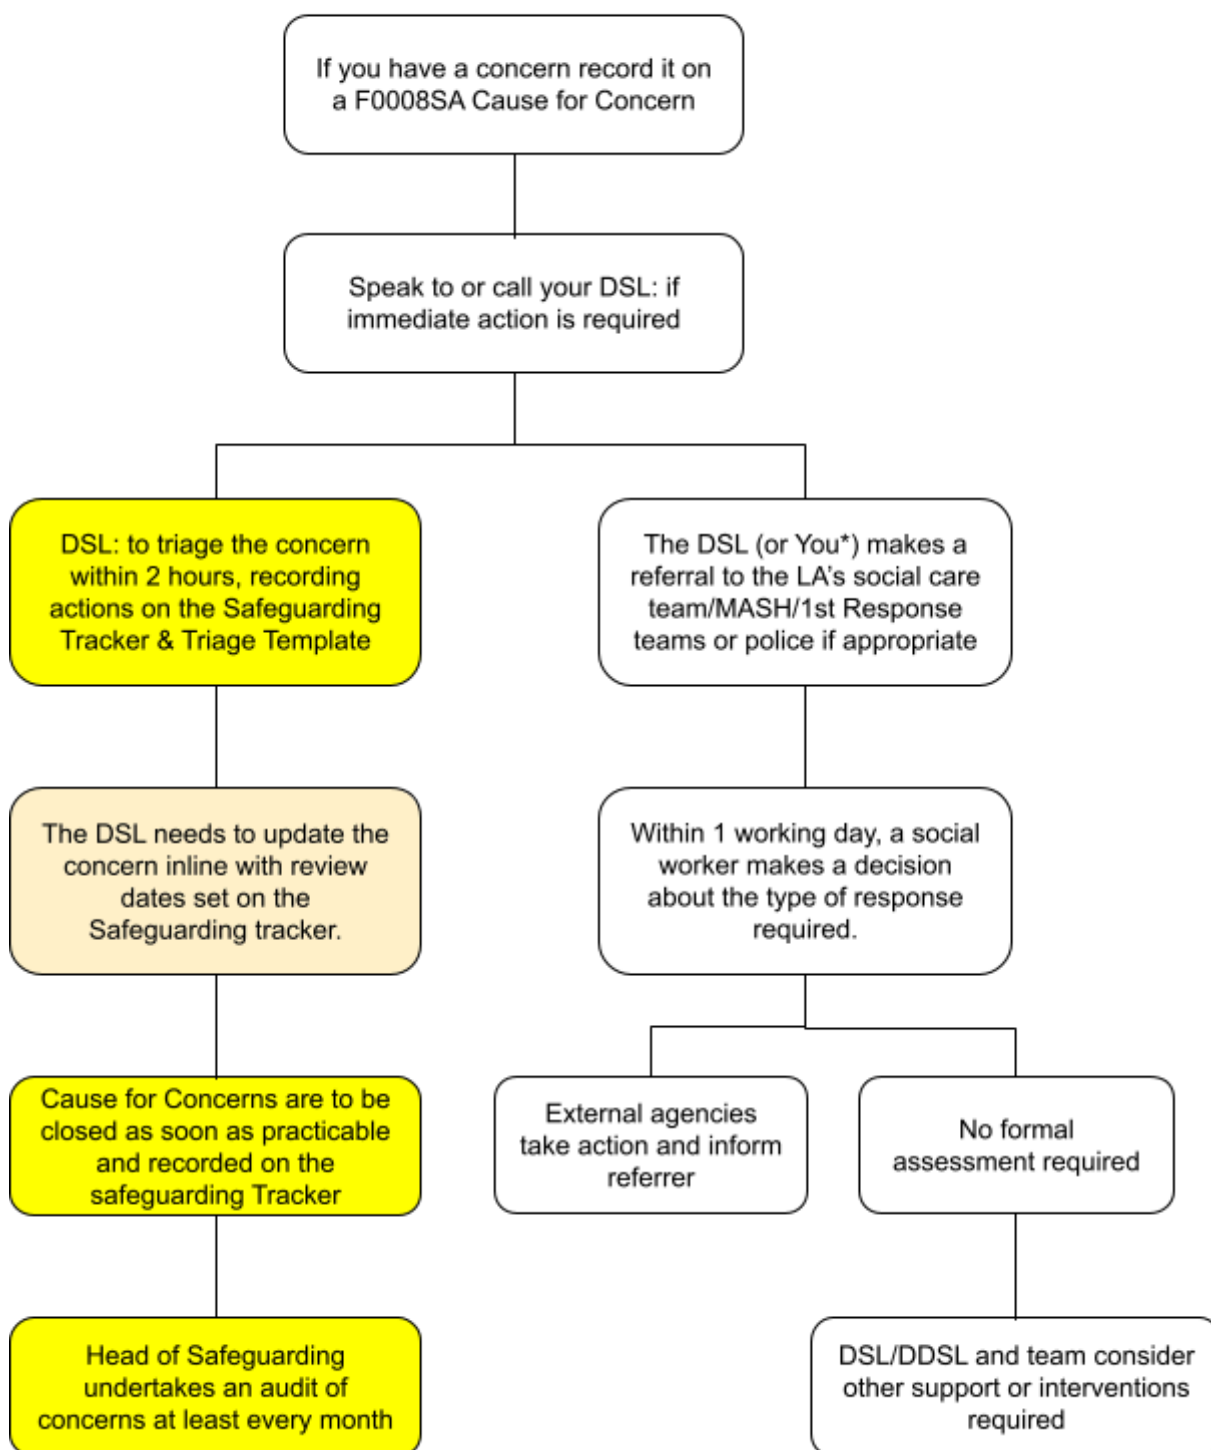 If you have a concern record it on
a F0008SA Cause for Concern
Speak to or call your DSL: if
immediate action is required
DSL: to triage the concern
within 2 hours, recording
actions on the Safeguarding
Tracker & Triage Template
The DSL (or You*) makes a
referral to the LA's social care
team/MASH/1st Response
teams or police if appropriate
The DSL needs to update the
concern inline with review
dates set on the
Safeguarding tracker.
Within 1 working day, a social
worker makes a decision
about the type of response
required.
Cause for Concerns are to be
closed as soon as practicable
and recorded on the
safeguarding Tracker
External agencies
take action and inform
referrer
No formal
assessment required
Head of Safeguarding
undertakes an audit of
concerns at least every month
DSL/DDSL and team consider
other support or interventions
required